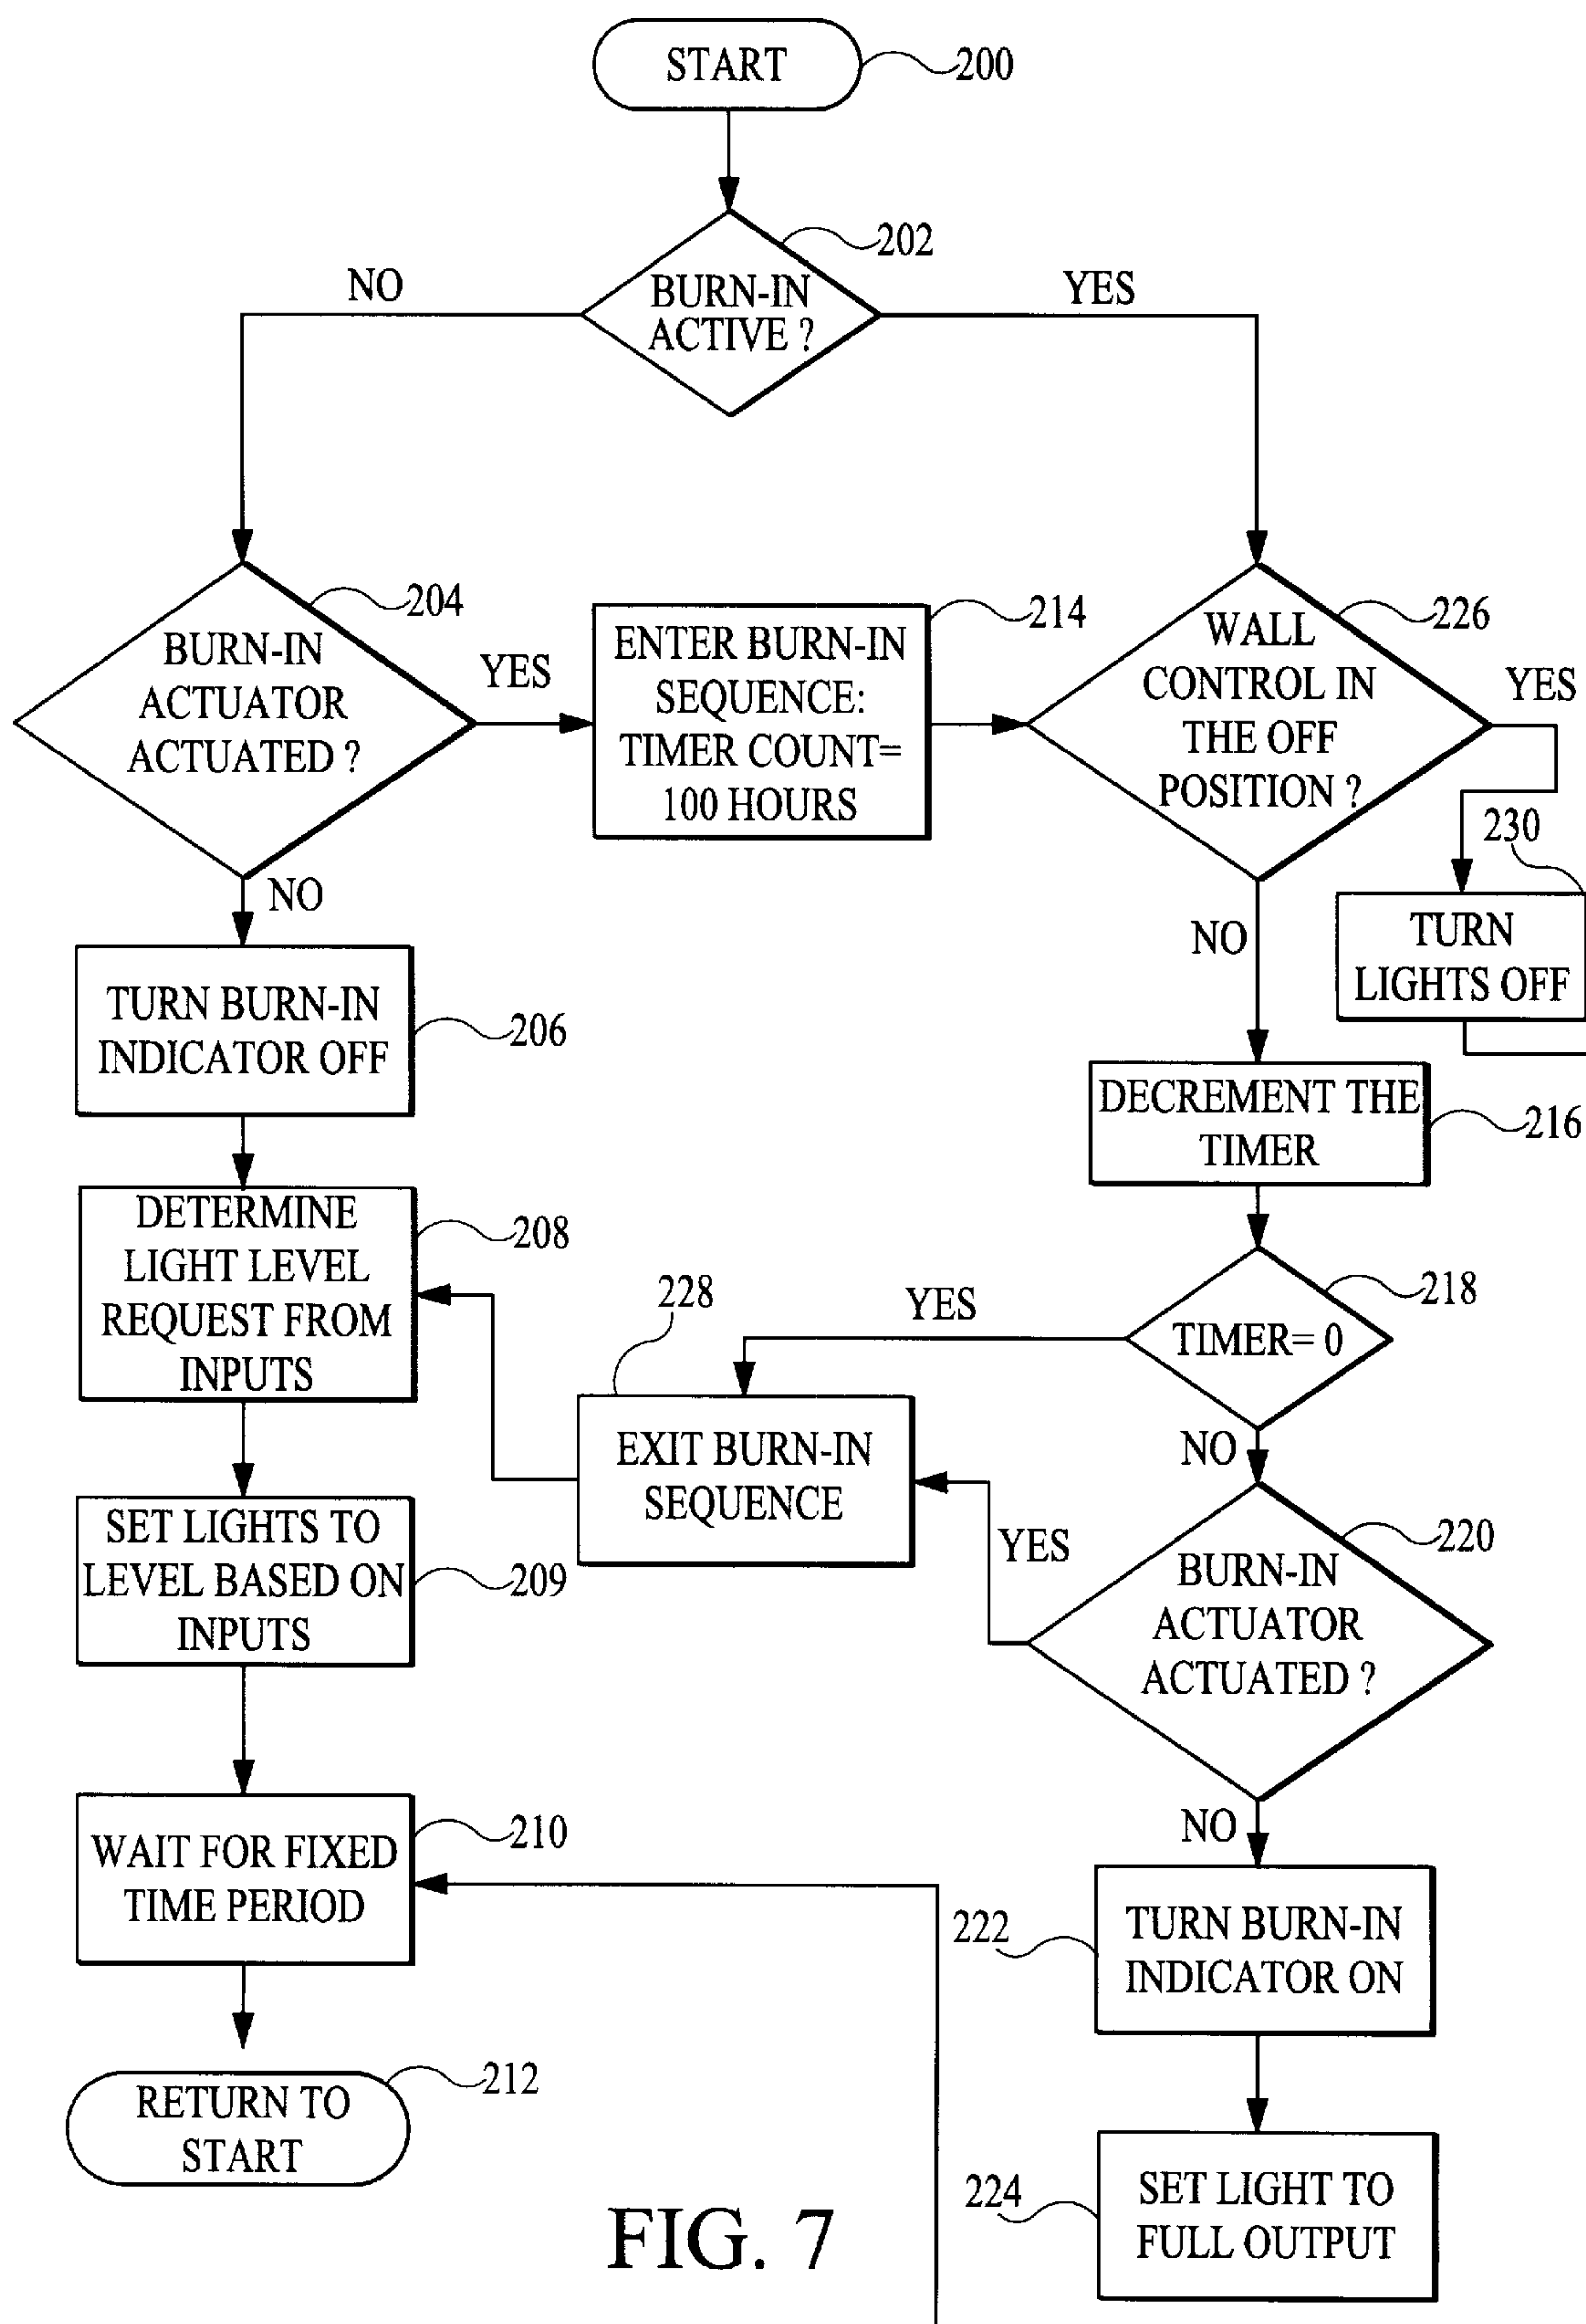 START
200
202
BURN-IN
ACTIVE ?
NO
YES
204
BURN-IN
ACTUATOR
ACTUATED ?
YES
214
ENTER BURN-IN
SEQUENCE:
TIMER COUNT=
100 HOURS
226
WALL
CONTROL IN
THE OFF
POSITION ?
YES
230
TURN
LIGHTS OFF
NO
NO
TURN BURN-IN
INDICATOR OFF
206
DECREMENT THE
TIMER
216
DETERMINE
LIGHT LEVEL
REQUEST FROM
INPUTS
208
228
YES
218
TIMER= 0
EXIT BURN-IN
SEQUENCE
NO
YES
220
BURN-IN
ACTUATOR
ACTUATED ?
SET LIGHTS TO
LEVEL BASED ON
INPUTS
209
NO
WAIT FOR FIXED
TIME PERIOD
210
222
TURN BURN-IN
INDICATOR ON
RETURN TO
START
212
224
SET LIGHT TO
FULL OUTPUT
FIG. 7